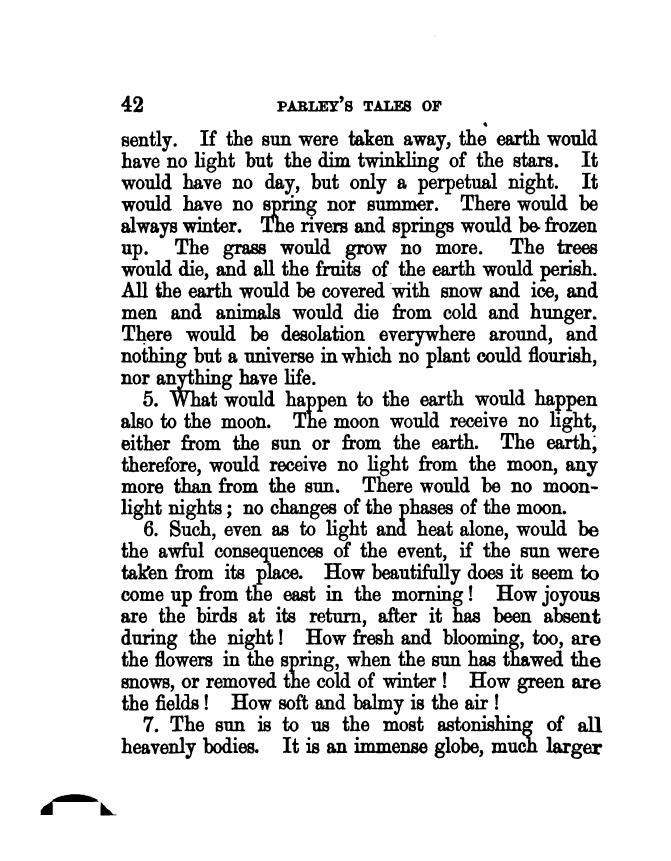 42 PARLEY'S TALES OF
sently. If the sun were taken away, the earth would
have no light but the dim twinkling of the stars. It
would have no day, but only a perpetual night. It
would have no spring nor summer. There would be
always winter. The rivers and springs would be frozen
up. The grass would grow no more. The trees
would die, and all the fruits of the earth would perish.
All the earth would be covered with snow and ice, and
men and animals would die from cold and hunger.
There would be desolation everywhere around, and
nothing but a universe in which no plant could flourish,
nor anything have life.
5. What would happen to the earth would happen
also to the moon. The moon would receive no light,
either from the sun or from the earth. The earth,
therefore, would receive no light from the moon, any
more than from the sun. There would be no moon-
light nights; no changes of the phases of the moon.
6. Such, even as to light and heat alone, would be
the awful consequences of the event, if the sun were
taken from its place. How beautifully does it seem to
come up from the east in the morning! How joyous
are the birds at its return, after it has been absent
during the night! How fresh and blooming, too, are
the flowers in the spring, when the sun has thawed the
snows, or removed the cold of winter! How green are
the fields! How soft and balmy is the air!
7. The sun is to us the most astonishing of all
heavenly bodies. It is an immense globe, much larger